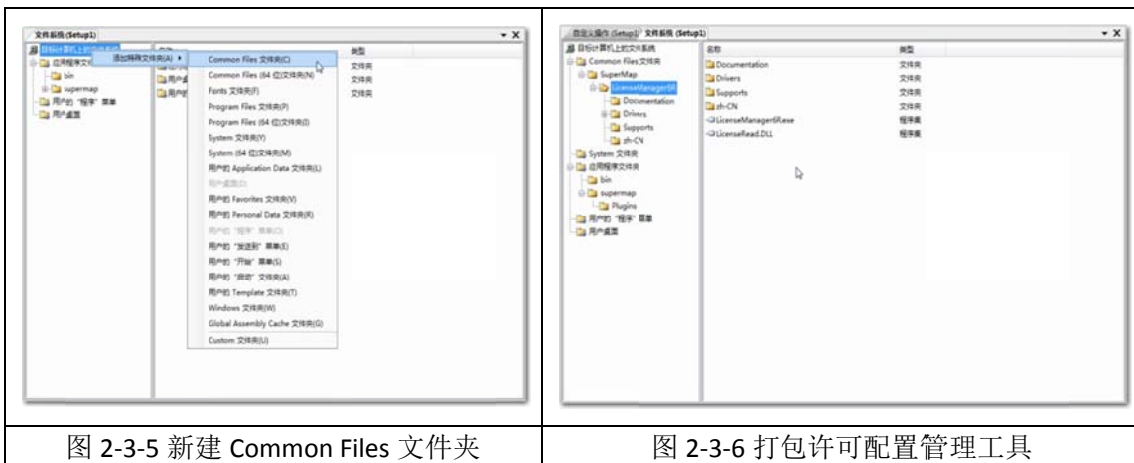 文件系统(Setup1)
目标计算机上的文件系统
应用程序文
bin
supermap
用户的 "程序" 菜单
用户桌面
添加特殊文件夹(A)
类型
文件夹
文件夹
文件夹
Common Files 文件夹(C)
Common Files (64 位)文件夹(N)
Fonts 文件夹(F)
Program Files 文件夹(P)
Program Files (64 位)文件夹(I)
System 文件夹(Y)
System (64 位)文件夹(M)
用户的 Application Data 文件夹(L)
用户桌面(D)
用户的 Favorites 文件夹(V)
用户的 Personal Data 文件夹(R)
用户的 "程序" 菜单(O)
用户的 "发送到" 菜单(E)
用户的 "开始" 菜单(S)
用户的 "启动" 文件夹(A)
用户的 Template 文件夹(T)
Windows 文件夹(W)
Global Assembly Cache 文件夹(G)
Custom 文件夹(U)
图 2-3-5 新建 Common Files 文件夹
自定义操作 (Setup1) 文件系统 (Setup1)
目标计算机上的文件系统
Common Files文件夹
SuperMap
LicenseManager6R
Documentation
Drivers
Supports
zh-CN
System 文件夹
应用程序文件夹
bin
supermap
Plugins
用户的 "程序" 菜单
用户桌面
名称 类型
Documentation 文件夹
Drivers 文件夹
Supports 文件夹
zh-CN 文件夹
LicenseManager6R.exe 程序集
LicenseRead.DLL 程序集
图 2-3-6 打包许可配置管理工具